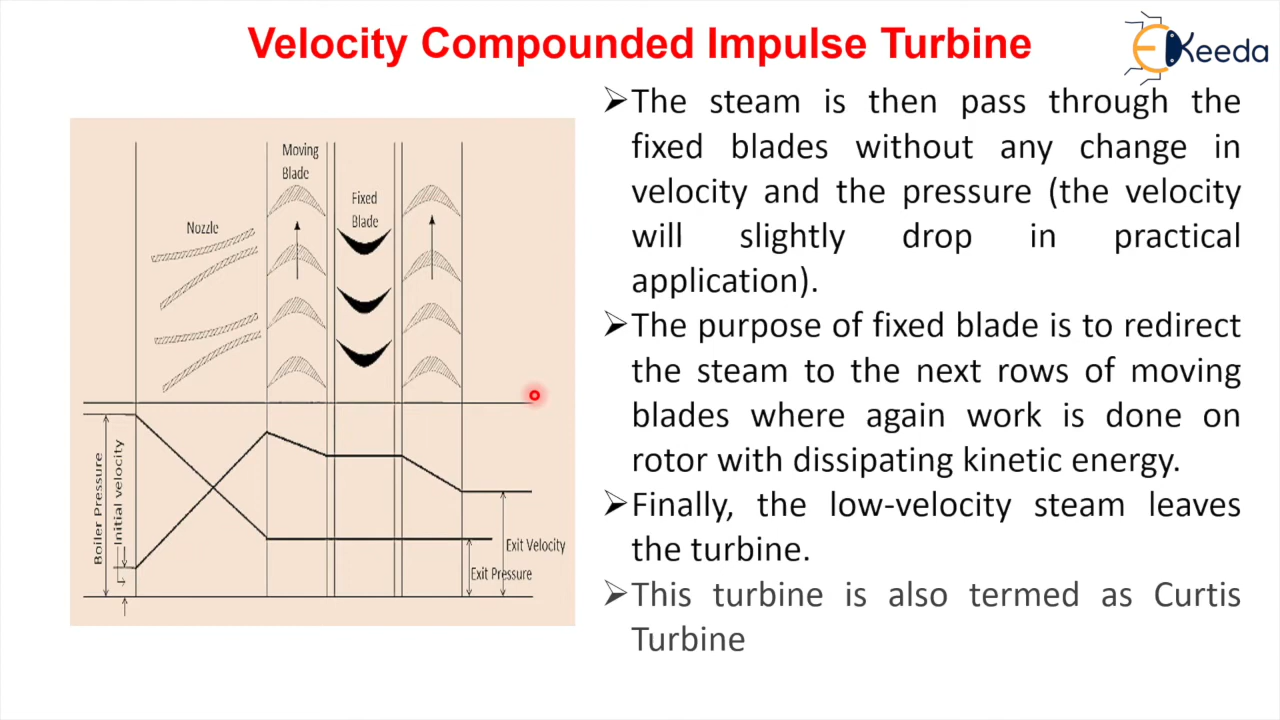 Velocity Compounded Impulse Turbine
EKeeda
➢The steam is then pass through the
fixed blades without any change in
velocity and the pressure (the velocity
will slightly drop in practical
application).
➢The purpose of fixed blade is to redirect
the steam to the next rows of moving
blades where again work is done on
rotor with dissipating kinetic energy.
➢Finally, the low-velocity steam leaves
the turbine.
➢This turbine is also termed as Curtis
Turbine
Moving
Blade
Fixed
Blade
Nozzle
Boiler Pressure
Initial velocity
Exit Velocity
Exit Pressure